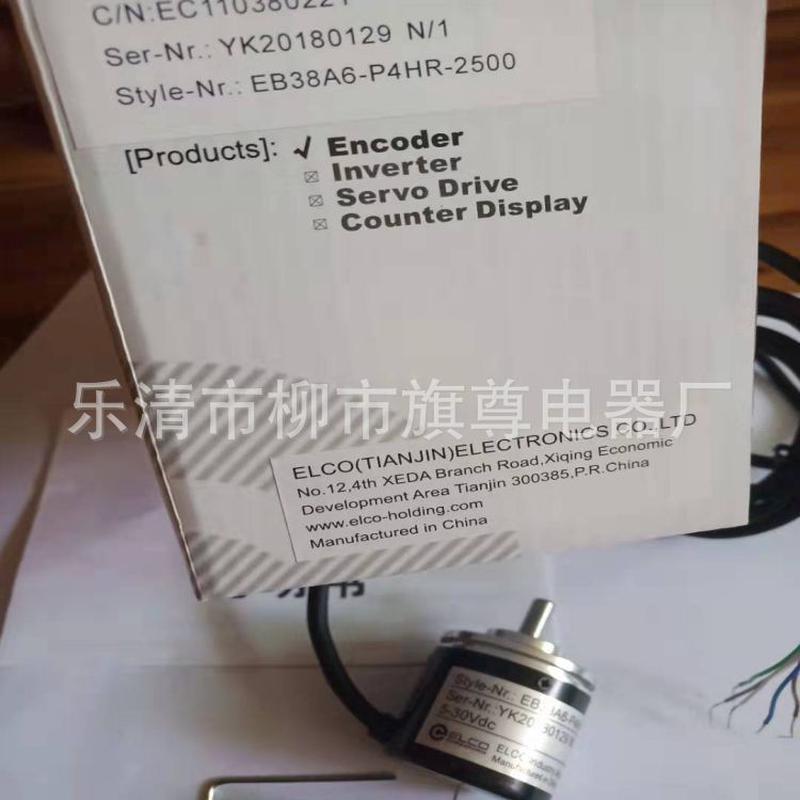 C/N:EC110380221
Ser-Nr.: YK20180129 N/1
Style-Nr.: EB38A6-P4HR-2500
[Products]: √ Encoder
☒ Inverter
☒ Servo Drive
☒ Counter Display
乐清市柳市旗尊电器厂
ELCO(TIANJIN)ELECTRONICS CO.,LTD
No.12,4th XEDA Branch Road,Xiqing Economic
Development Area Tianjin 300385,P.R.China
www.elco-holding.com
Manufactured in China
Style-Nr.:
Ser-Nr.:
5-30Vdc
ELCO